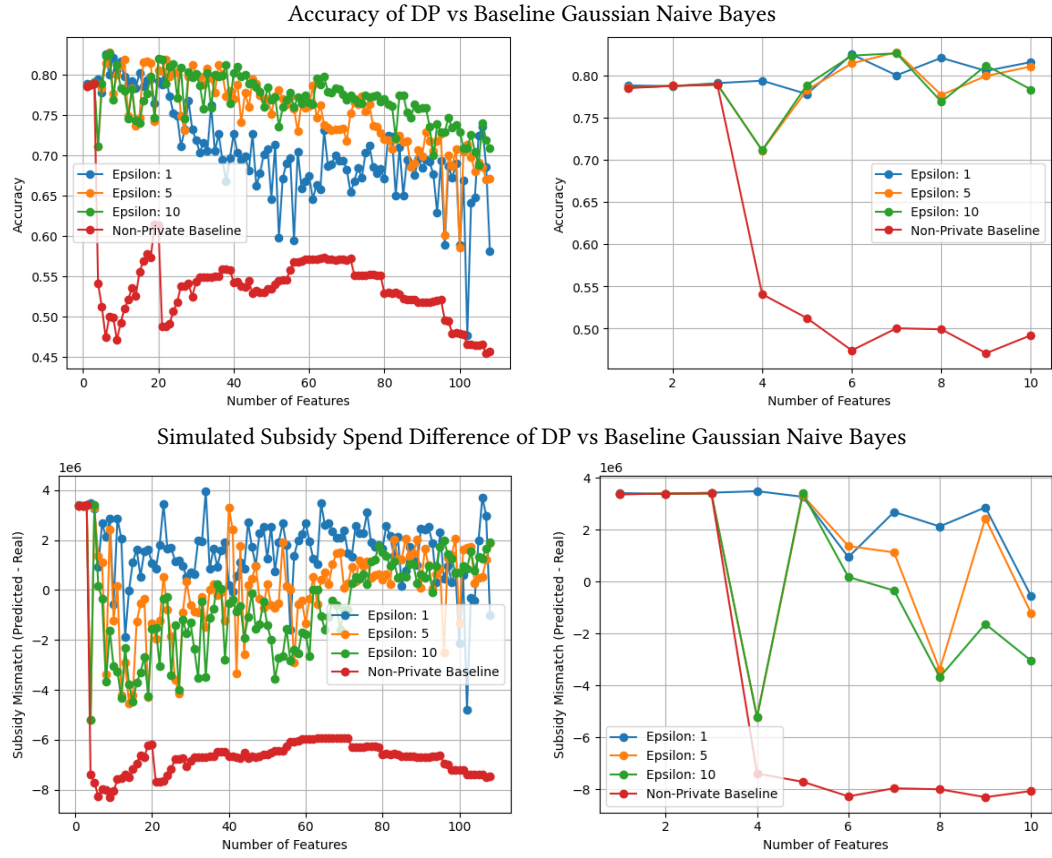 Accuracy of DP vs Baseline Gaussian Naive Bayes
0.80
0.75
0.70
0.65
0.60
0.55
0.50
0.45
Accuracy
Epsilon: 1
Epsilon: 5
Epsilon: 10
Non-Private Baseline
0 20 40 60 80 100
Number of Features
0.80
0.75
0.70
0.65
0.60
0.55
0.50
Accuracy
Epsilon: 1
Epsilon: 5
Epsilon: 10
Non-Private Baseline
2 4 6 8 10
Number of Features
Simulated Subsidy Spend Difference of DP vs Baseline Gaussian Naive Bayes
1e6
4
2
0
−2
−4
−6
−8
Subsidy Mismatch (Predicted - Real)
Epsilon: 1
Epsilon: 5
Epsilon: 10
Non-Private Baseline
0 20 40 60 80 100
Number of Features
1e6
4
2
0
−2
−4
−6
−8
Subsidy Mismatch (Predicted - Real)
Epsilon: 1
Epsilon: 5
Epsilon: 10
Non-Private Baseline
2 4 6 8 10
Number of Features